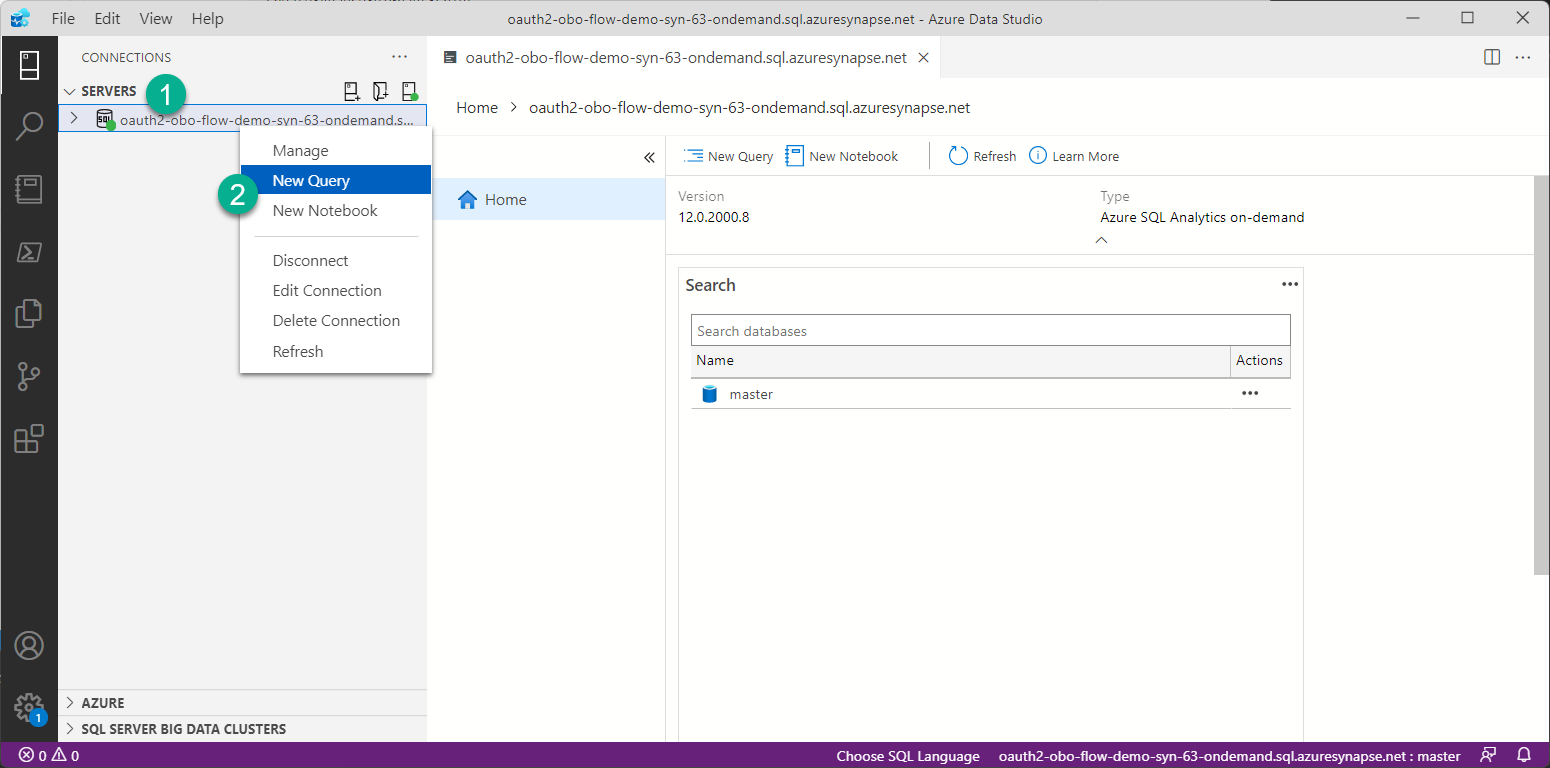 File Edit View Help
oauth2-obo-flow-demo-syn-63-ondemand.sql.azuresynapse.net - Azure Data Studio
CONNECTIONS
SERVERS
1
oauth2-obo-flow-demo-syn-63-ondemand.s...
Manage
New Query
2
New Notebook
Disconnect
Edit Connection
Delete Connection
Refresh
AZURE
SQL SERVER BIG DATA CLUSTERS
1
oauth2-obo-flow-demo-syn-63-ondemand.sql.azuresynapse.net
Home > oauth2-obo-flow-demo-syn-63-ondemand.sql.azuresynapse.net
Home
New Query New Notebook Refresh Learn More
Version Type
12.0.2000.8 Azure SQL Analytics on-demand
Search
Search databases
Name Actions
master
0 0
Choose SQL Language oauth2-obo-flow-demo-syn-63-ondemand.sql.azuresynapse.net : master